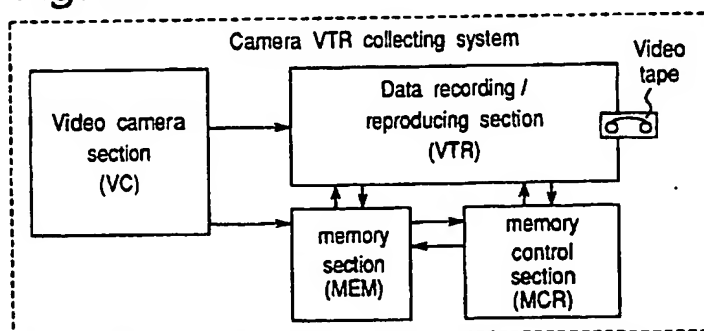 Camera VTR collecting system
Video
tape
Data recording /
reproducing section
(VTR)
Video camera
section
(VC)
memory
section
(MEM)
memory
control
section
(MCR)